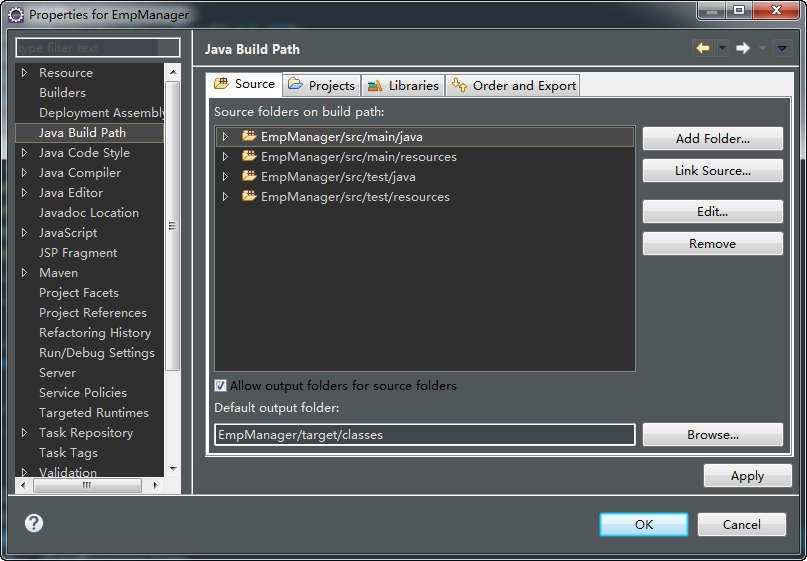 Properties for EmpManager
type filter text
Resource
Builders
Deployment Assembly
Java Build Path
Java Code Style
Java Compiler
Java Editor
Javadoc Location
JavaScript
JSP Fragment
Maven
Project Facets
Project References
Refactoring History
Run/Debug Settings
Server
Service Policies
Targeted Runtimes
Task Repository
Task Tags
Validation
Java Build Path
Source Projects Libraries Order and Export
Source folders on build path:
EmpManager/src/main/java
EmpManager/src/main/resources
EmpManager/src/test/java
EmpManager/src/test/resources
Add Folder...
Link Source...
Edit...
Remove
Allow output folders for source folders
Default output folder:
EmpManager/target/classes
Browse...
Apply
OK
Cancel